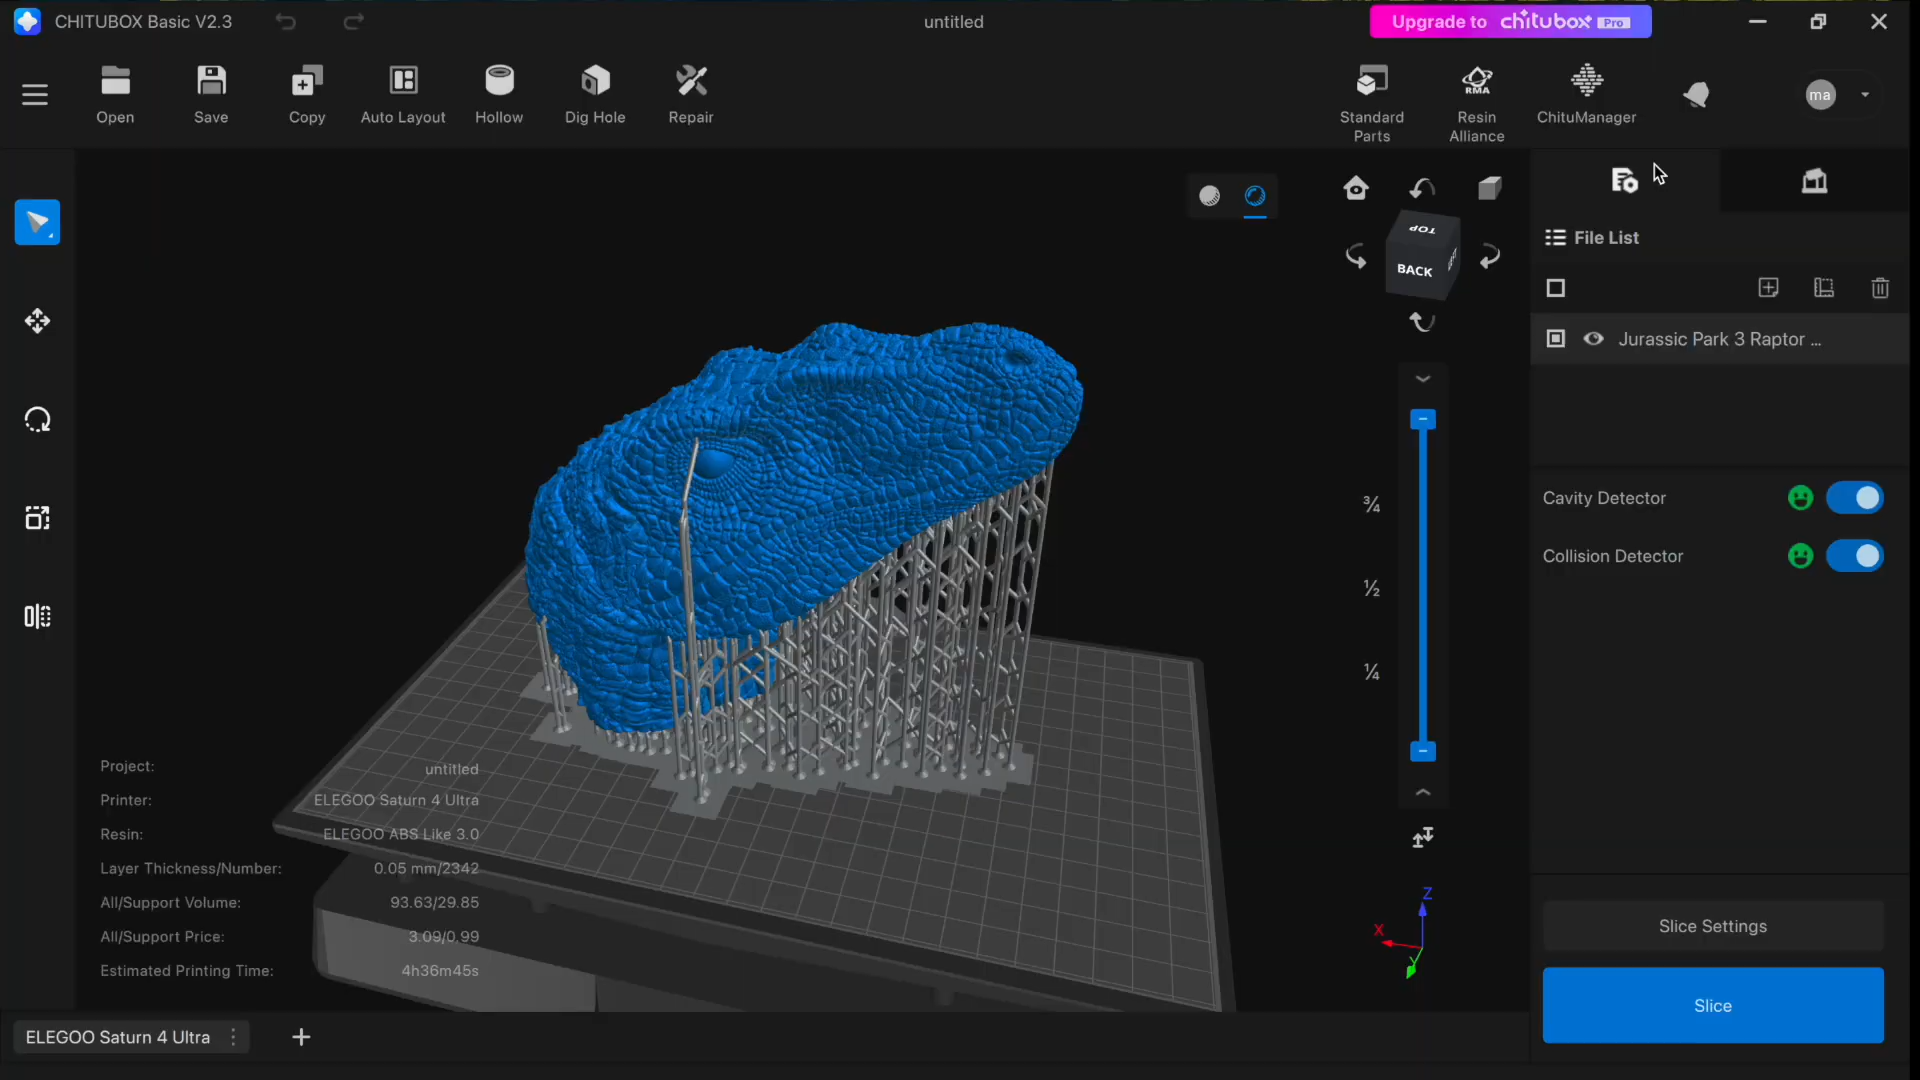 CHITUBOX Basic V2.3
untitled
Upgrade to chitubox Pro
Open
Save
Copy
Auto Layout
Hollow
Dig Hole
Repair
Standard
Parts
RMA
Resin
Alliance
ChituManager
ma
File List
TOP
BACK
Jurassic Park 3 Raptor ...
Cavity Detector
Collision Detector
¾
½
¼
Project: untitled
Printer: ELEGOO Saturn 4 Ultra
Resin: ELEGOO ABS Like 3.0
Layer Thickness/Number: 0.05 mm/2342
All/Support Volume: 93.63/29.85
All/Support Price: 3.09/0.99
Estimated Printing Time: 4h36m45s
Z
X
Y
Slice Settings
Slice
ELEGOO Saturn 4 Ultra